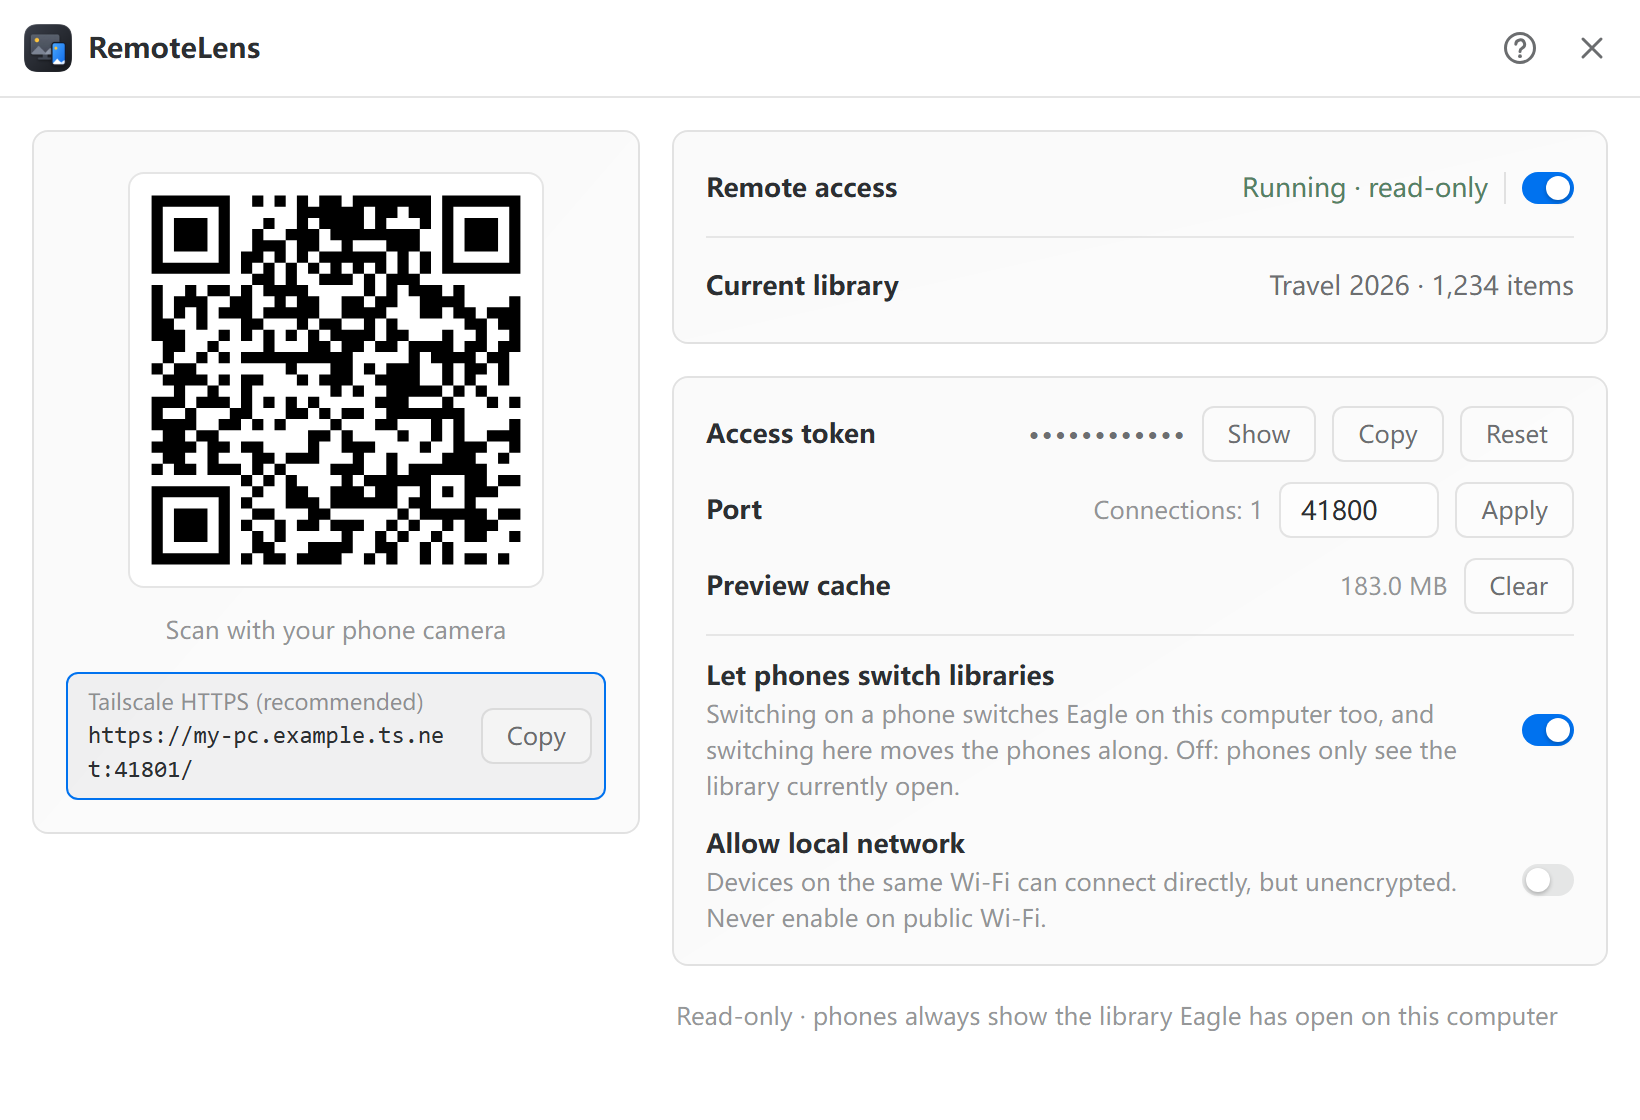 RemoteLens
Scan with your phone camera
Tailscale HTTPS (recommended)
https://my-pc.example.ts.ne
t:41801/
Copy
Remote access
Running · read-only
Current library
Travel 2026 · 1,234 items
Access token
••••••••••••
Show
Copy
Reset
Port
Connections: 1
41800
Apply
Preview cache
183.0 MB
Clear
Let phones switch libraries
Switching on a phone switches Eagle on this computer too, and
switching here moves the phones along. Off: phones only see the
library currently open.
Allow local network
Devices on the same Wi-Fi can connect directly, but unencrypted.
Never enable on public Wi-Fi.
Read-only · phones always show the library Eagle has open on this computer